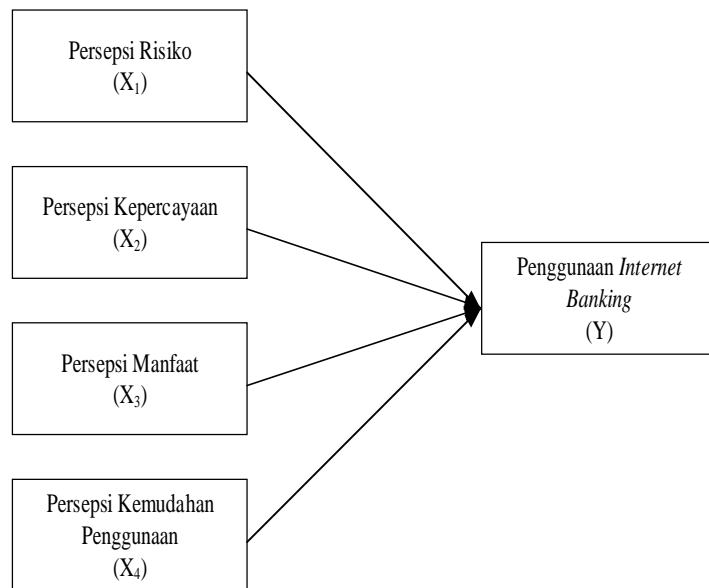 Persepsi Risiko
(X₁)
Persepsi Kepercayaan
(X₂)
Persepsi Manfaat
(X₃)
Persepsi Kemudahan
Penggunaan
(X₄)
Penggunaan Internet
Banking
(Y)